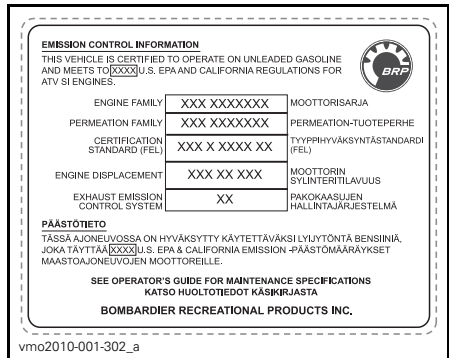 EMISSION CONTROL INFORMATION
THIS VEHICLE IS CERTIFIED TO OPERATE ON UNLEADED GASOLINE
AND MEETS TO XXXX U.S. EPA AND CALIFORNIA REGULATIONS FOR
ATV SI ENGINES.
BRP
ENGINE FAMILY XXX XXXXXXX MOOTTORISARJA
PERMEATION FAMILY XXX XXXXXXX PERMEATION-TUOTEPERHE
CERTIFICATION STANDARD (FEL) XXX X XXXX XX TYYPPIHYVÄKSYNTÄSTANDARDI (FEL)
ENGINE DISPLACEMENT XXX XX XXX MOOTTORIN SYLINTERITILAVUUS
EXHAUST EMISSION CONTROL SYSTEM XX PAKOKAASUJEN HALLINTAJÄRJESTELMÄ
PÄÄSTÖTIETO
TÄSSÄ AJONEUVOSSA ON HYVÄKSYTTY KÄYTETTÄVÄKSI LYIJYTÖNTÄ BENSIINIÄ,
JOKA TÄYTTÄÄ XXXX U.S. EPA & CALIFORNIA EMISSION -PÄÄSTÖMÄÄRÄYKSET
MAASTOAJONEUVOJEN MOOTTOREILLE.
SEE OPERATOR'S GUIDE FOR MAINTENANCE SPECIFICATIONS
KATSO HUOLTOTIEDOT KÄSIKIRJASTA
BOMBARDIER RECREATIONAL PRODUCTS INC.
vmo2010-001-302_a